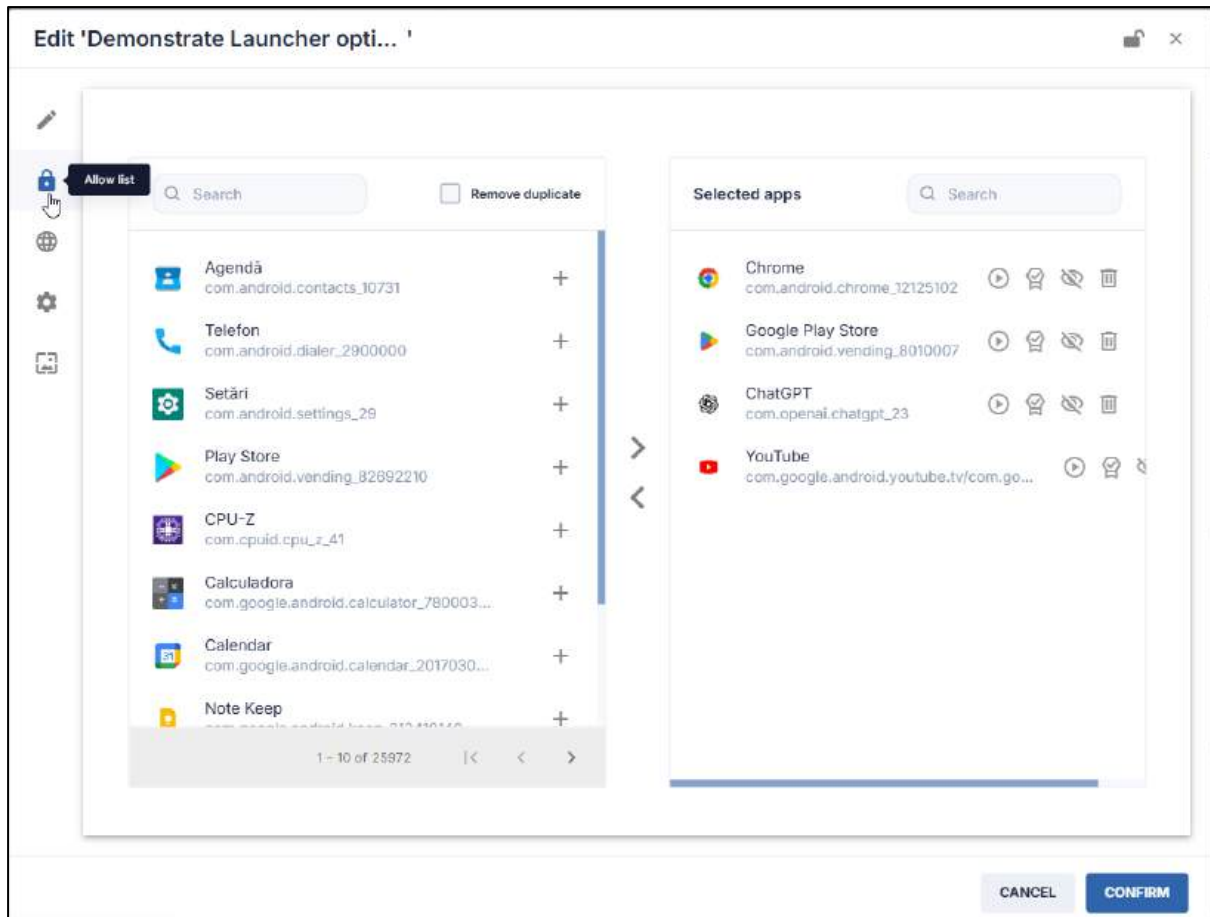 Edit 'Demonstrate Launcher opti... '
Allow list
Search
Remove duplicate
Agendă
com.android.contacts_10731
Telefon
com.android.dialer_2900000
Setări
com.android.settings_29
Play Store
com.android.vending_82692210
CPU-Z
com.cpuid.cpu_z_41
Calculadora
com.google.android.calculator_780003...
Calendar
com.google.android.calendar_2017030...
Note Keep
1 – 10 of 25972
Selected apps
Search
Chrome
com.android.chrome_12125102
Google Play Store
com.android.vending_8010007
ChatGPT
com.openai.chatgpt_23
YouTube
com.google.android.youtube.tv/com.go...
CANCEL
CONFIRM